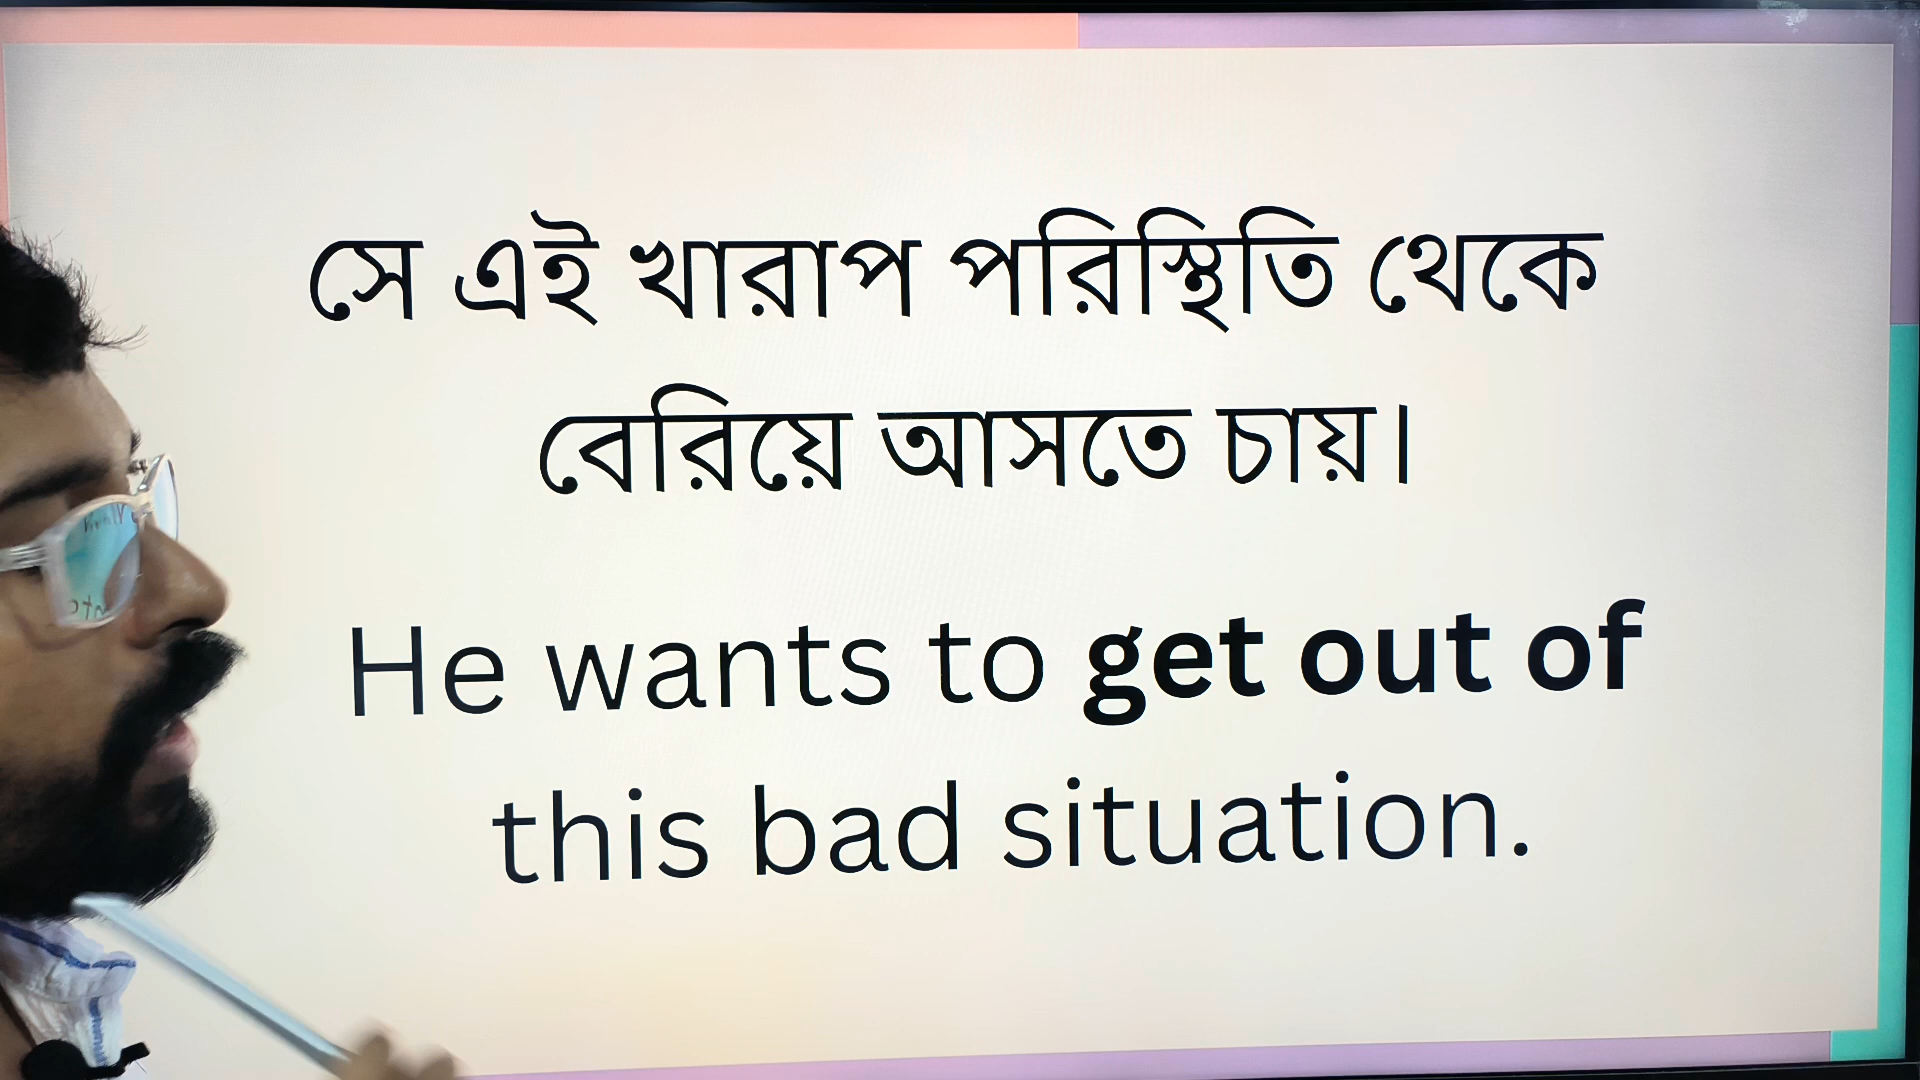 সে এই খারাপ পরিস্থিতি থেকে
বেরিয়ে আসতে চায়।
He wants to get out of
this bad situation.